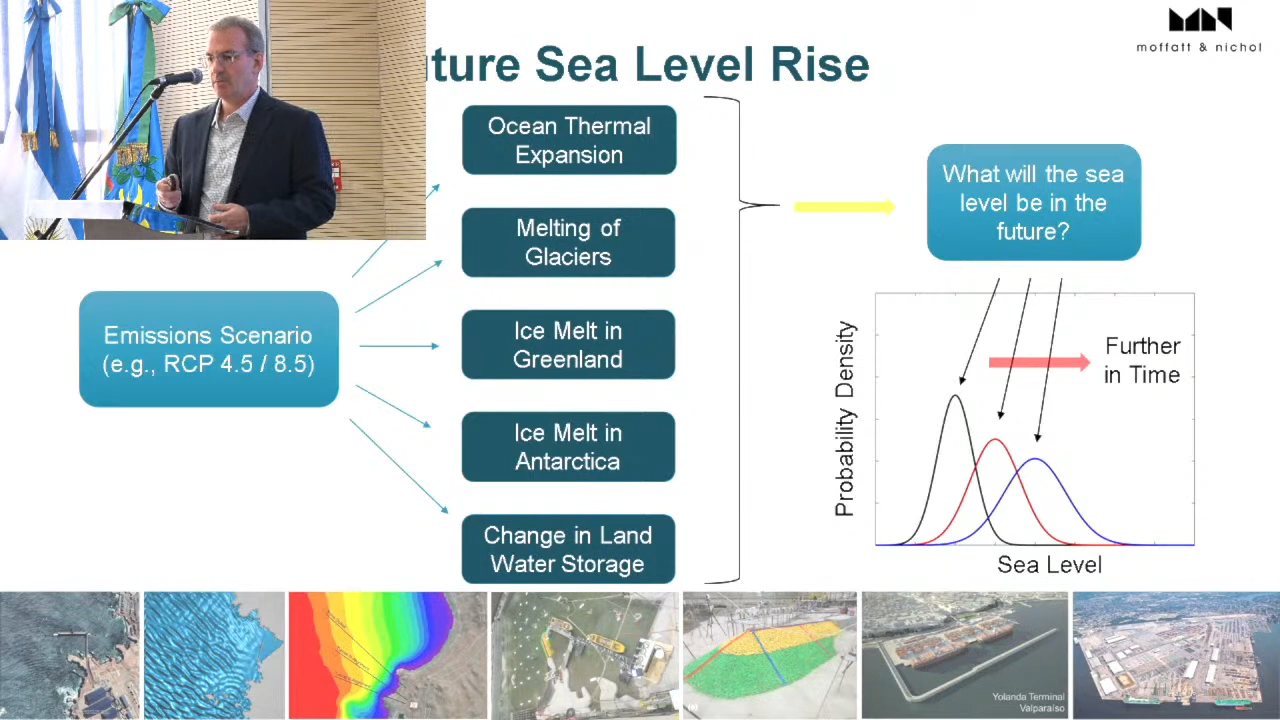 moffatt & nichol
ture Sea Level Rise
Ocean Thermal
Expansion
Melting of
Glaciers
Ice Melt in
Greenland
Ice Melt in
Antarctica
Change in Land
Water Storage
Emissions Scenario
(e.g., RCP 4.5 / 8.5)
What will the sea
level be in the
future?
Further
in Time
Probability Density
Sea Level
Yolanda Terminal
Valparaíso